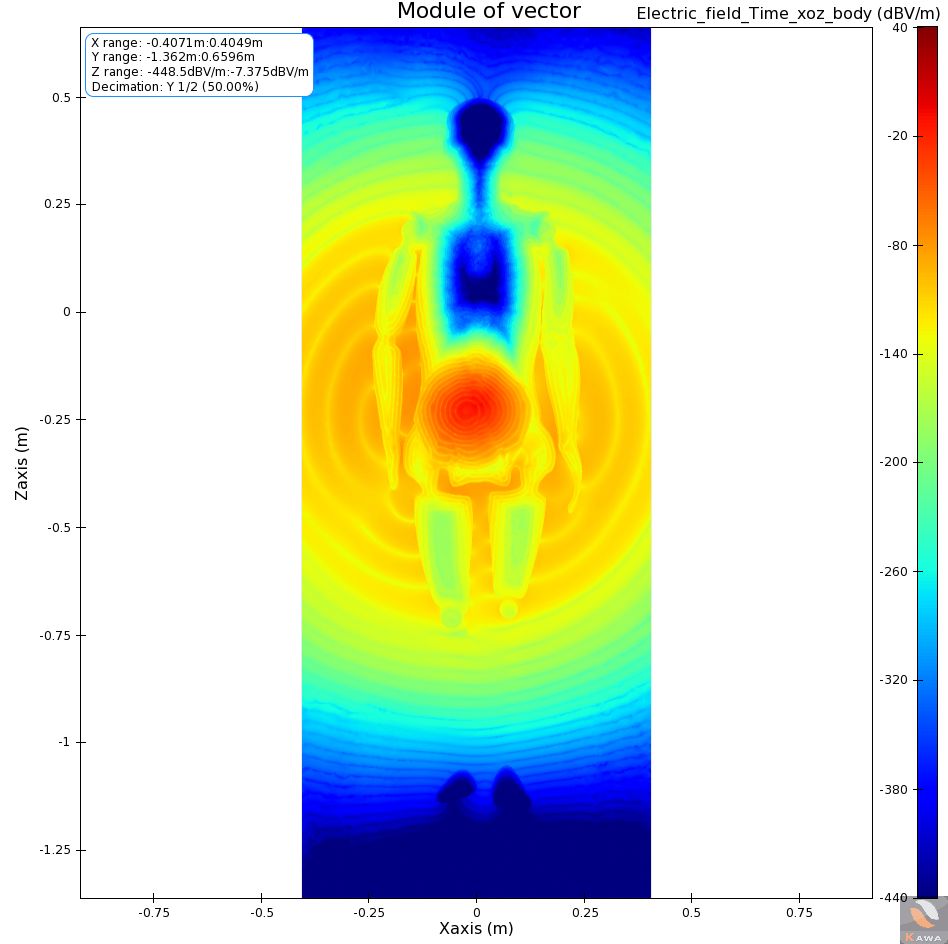 Module of vector
Electric_field_Time_xoz_body (dBV/m)
X range: -0.4071m:0.4049m
Y range: -1.362m:0.6596m
Z range: -448.5dBV/m:-7.375dBV/m
Decimation: Y 1/2 (50.00%)
40
-20
-80
-140
-200
-260
-320
-380
-440
0.5
0.25
0
-0.25
-0.5
-0.75
-1
-1.25
Zaxis (m)
-0.75
-0.5
-0.25
0
0.25
0.5
0.75
Xaxis (m)
KAWA